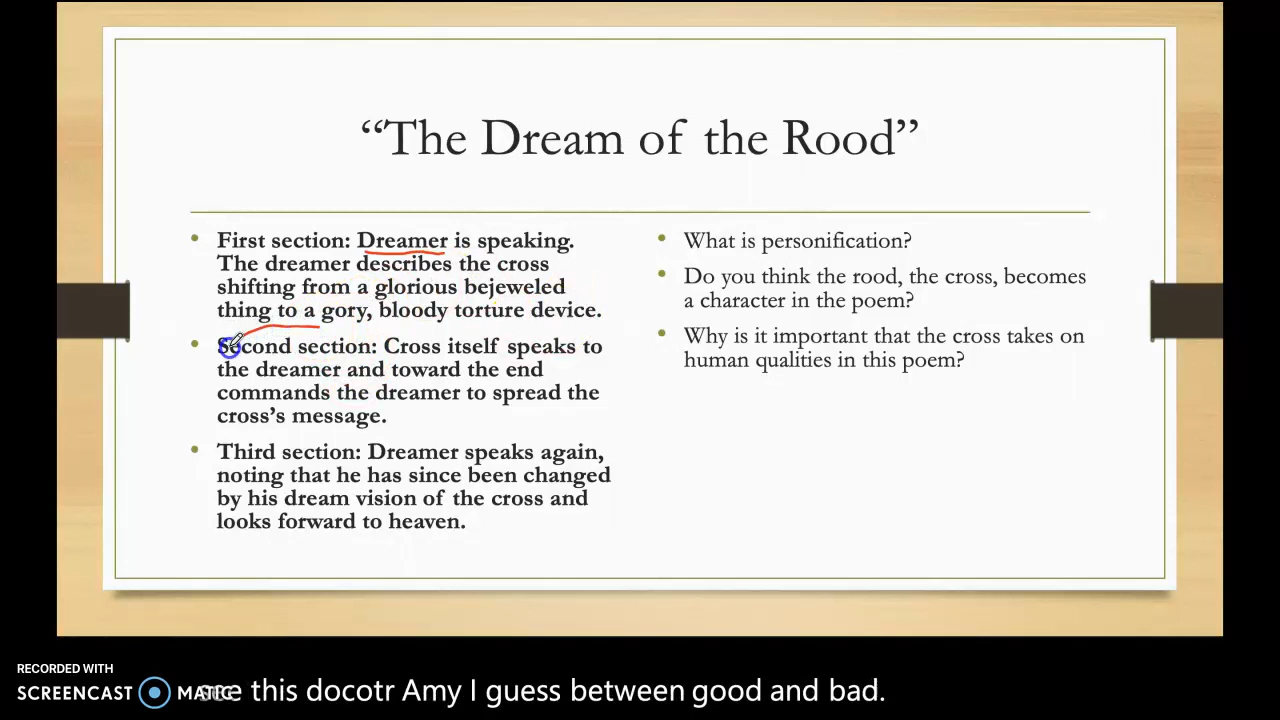 “The Dream of the Rood”
First section: Dreamer is speaking.
The dreamer describes the cross
shifting from a glorious bejeweled
thing to a gory, bloody torture device.
Second section: Cross itself speaks to
the dreamer and toward the end
commands the dreamer to spread the
cross’s message.
Third section: Dreamer speaks again,
noting that he has since been changed
by his dream vision of the cross and
looks forward to heaven.
What is personification?
Do you think the rood, the cross, becomes
a character in the poem?
Why is it important that the cross takes on
human qualities in this poem?
RECORDED WITH
SCREENCAST MATIC
see this docotr Amy I guess between good and bad.